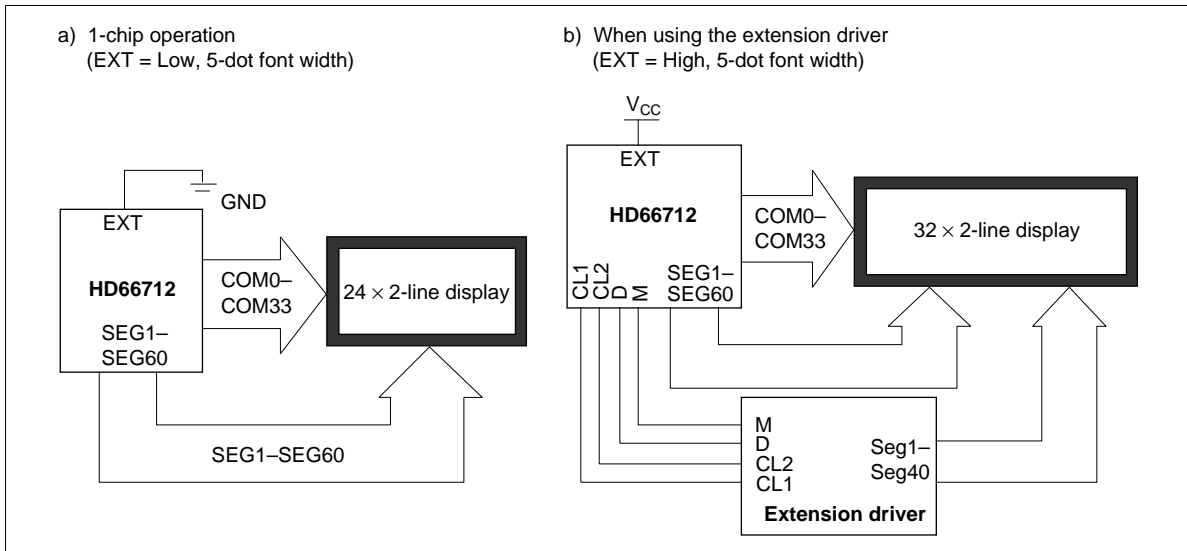 a) 1-chip operation
(EXT = Low, 5-dot font width)
GND
EXT
HD66712
SEG1–
SEG60
COM0–
COM33
24 × 2-line display
SEG1–SEG60
b) When using the extension driver
(EXT = High, 5-dot font width)
VCC
EXT
HD66712
COM0–
COM33
32 × 2-line display
CL1
CL2
D
M
SEG1–
SEG60
M
D
CL2
CL1
Seg1–
Seg40
Extension driver